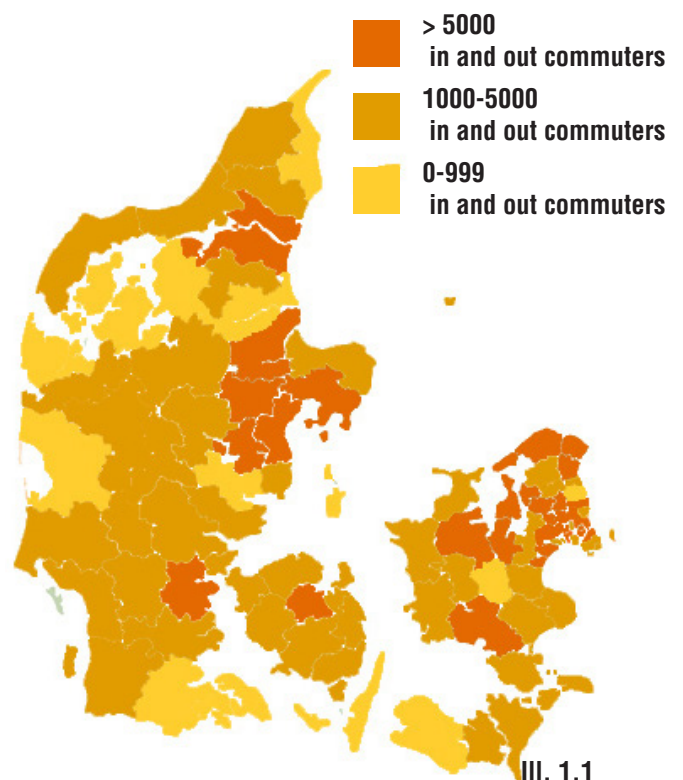 > 5000
in and out commuters
1000-5000
in and out commuters
0-999
in and out commuters
Ill. 1.1